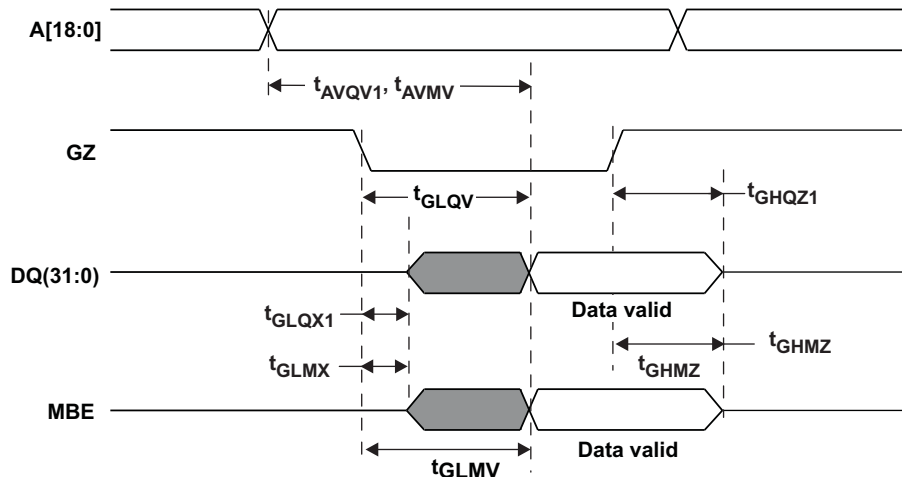 A[18:0]
tAVQV1, tAVMV
GZ
tGLQV
tGHQZ1
DQ(31:0)
Data valid
tGLQX1
tGHMZ
tGHMZ
tGLMX
MBE
Data valid
tGLMV